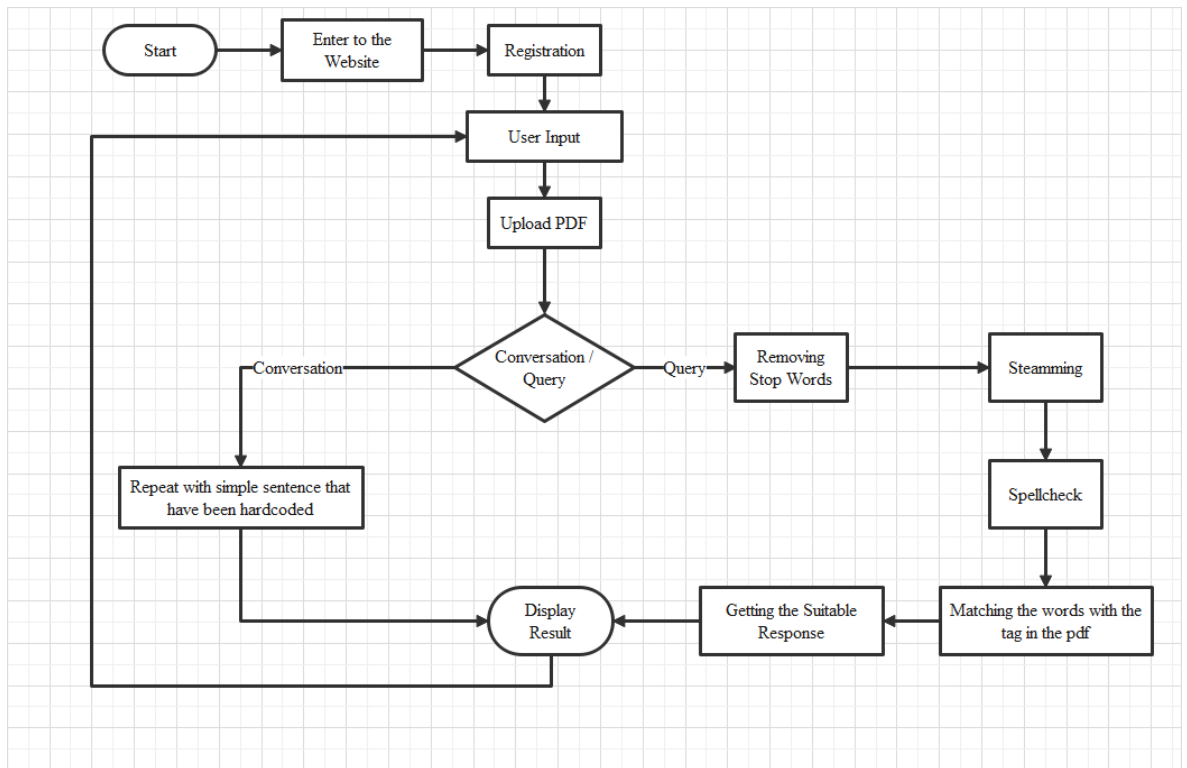 Start
Enter to the
Website
Registration
User Input
Upload PDF
Conversation /
Query
Conversation
Query
Removing
Stop Words
Steamming
Repeat with simple sentence that
have been hardcoded
Spellcheck
Display
Result
Getting the Suitable
Response
Matching the words with the
tag in the pdf